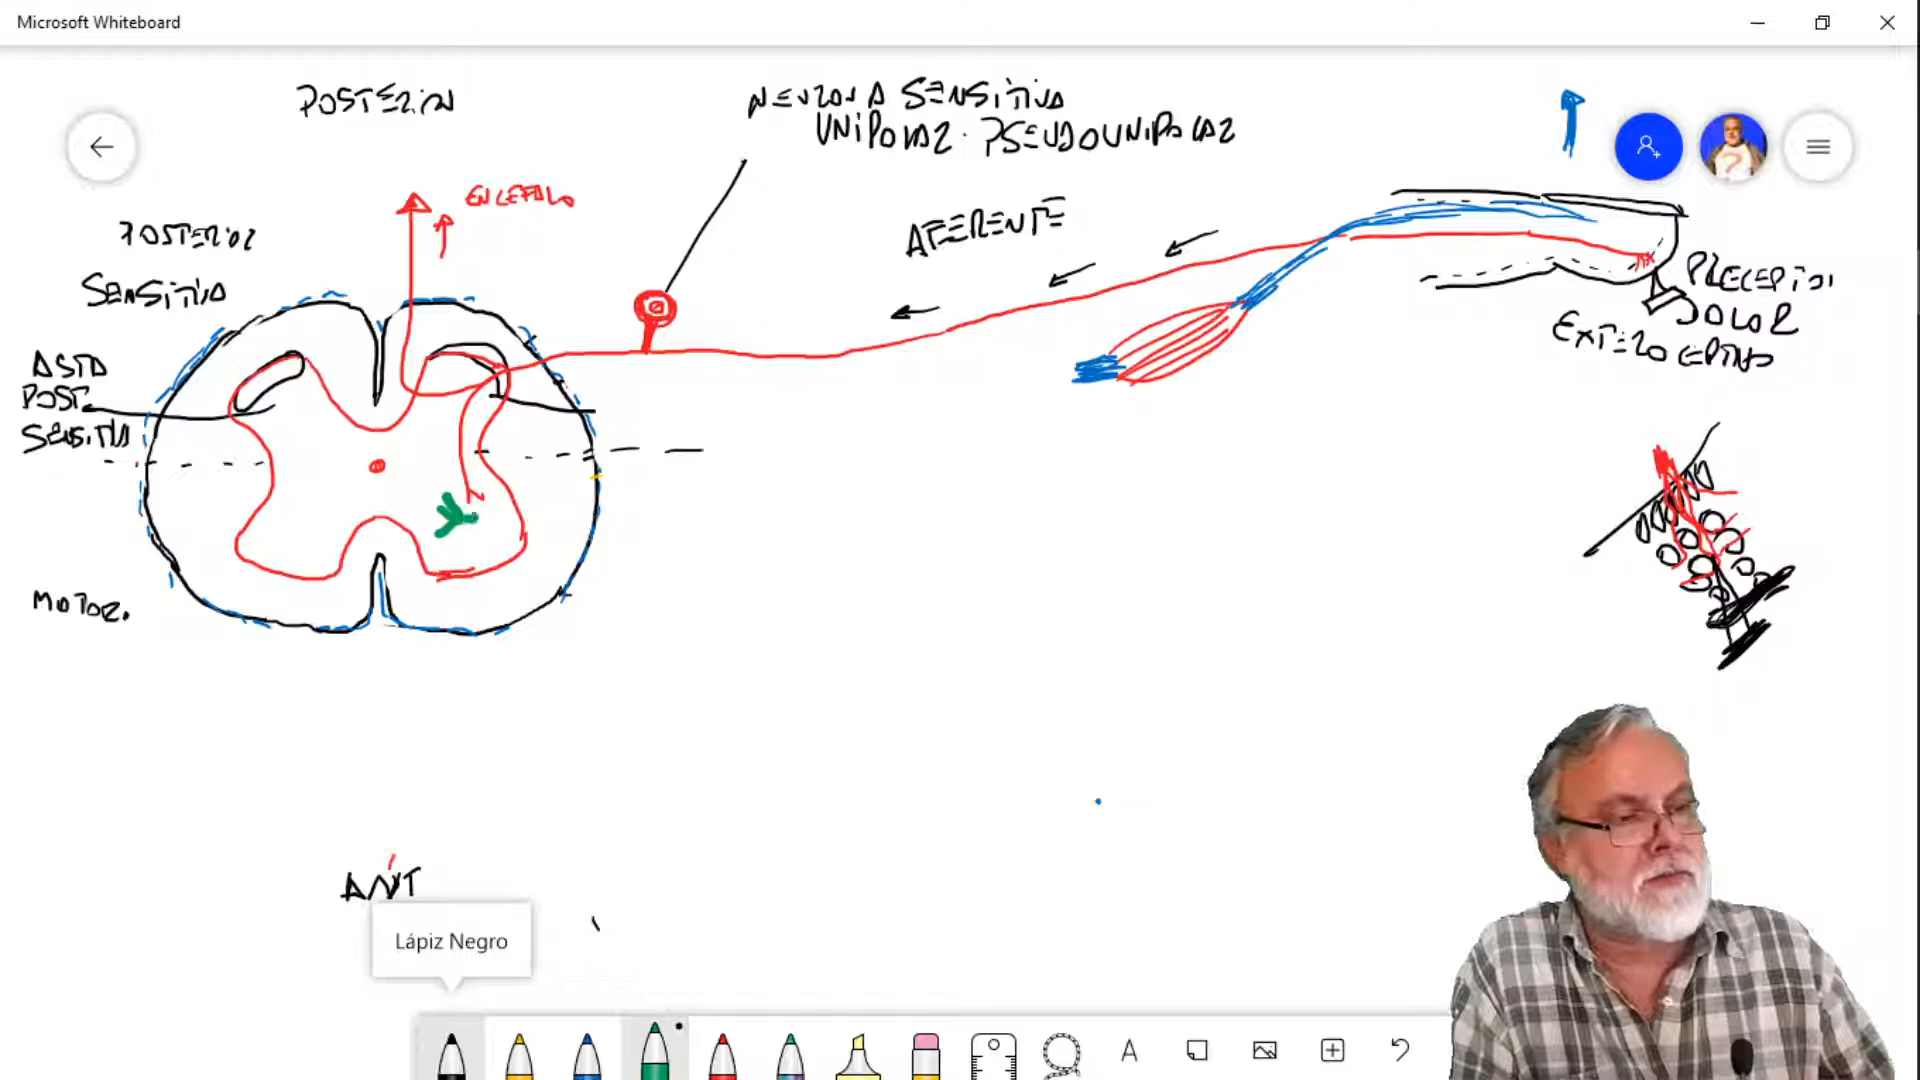 Microsoft Whiteboard
POSTERIOR
NEURONA SENSITIVA
UNIPOLAR. PSEUDOUNIPOLAR
ENCEFALO
POSTERIOR
AFERENTE
SENSITIVA
RECEPTOR
DOLOR
EXTEROCEPTIVO
ASTA
POST.
SENSITIVA
MOTOR.
ANT
Lápiz Negro
A